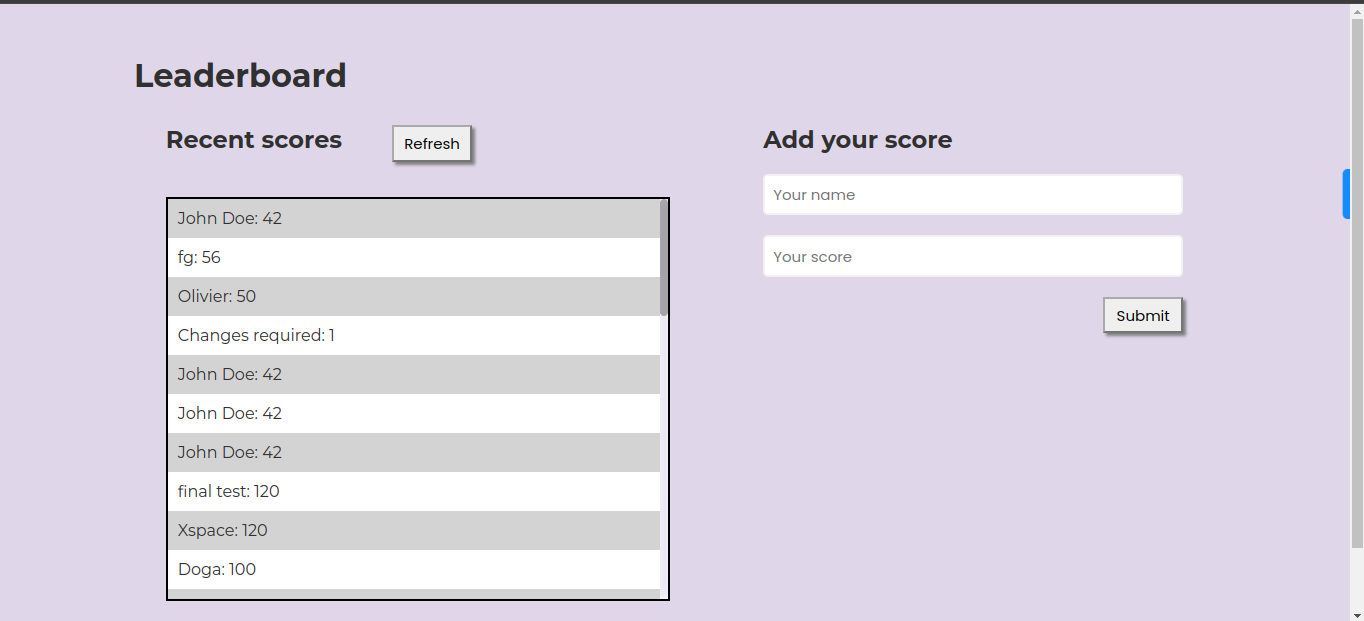 Leaderboard
Recent scores
Refresh
John Doe: 42
fg: 56
Olivier: 50
Changes required: 1
John Doe: 42
John Doe: 42
John Doe: 42
final test: 120
Xspace: 120
Doga: 100
Add your score
Your name
Your score
Submit